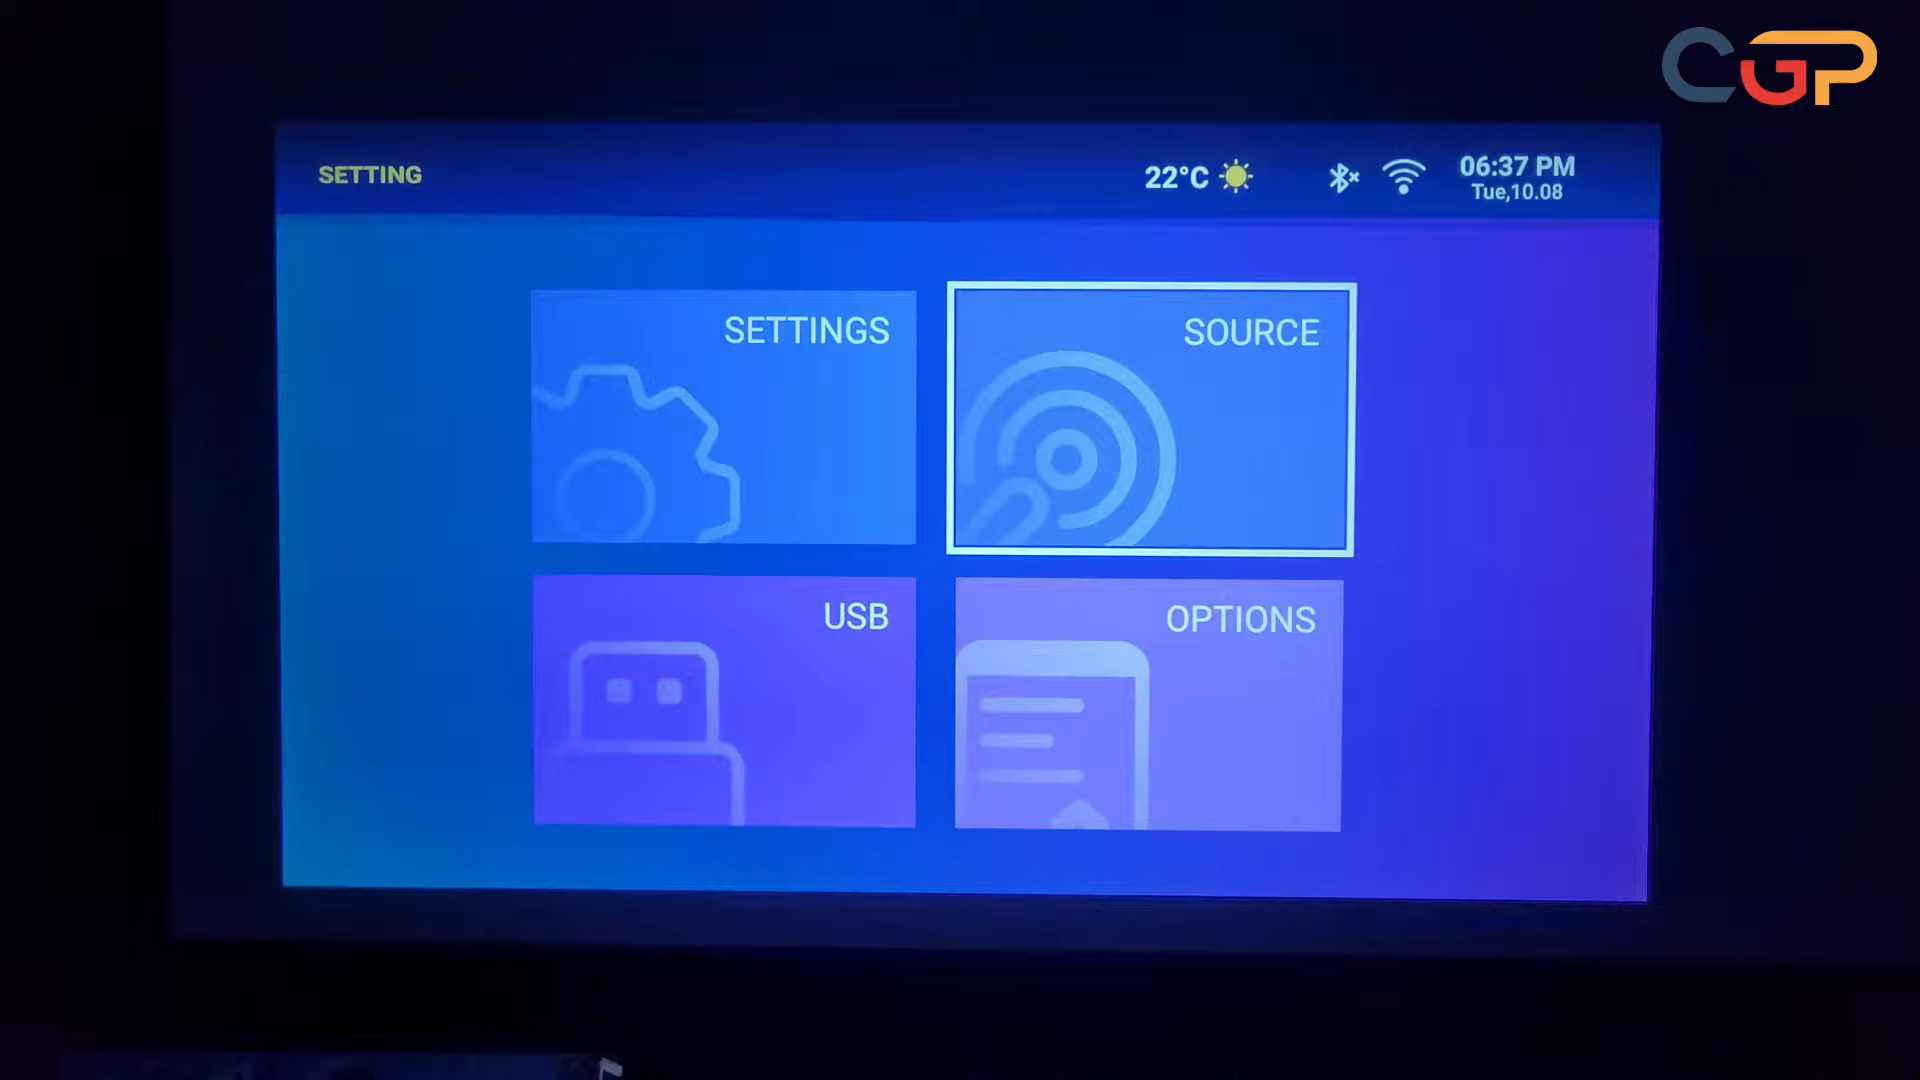 CGP
SETTING
22°C
06:37 PM
Tue,10.08
SETTINGS
SOURCE
USB
OPTIONS